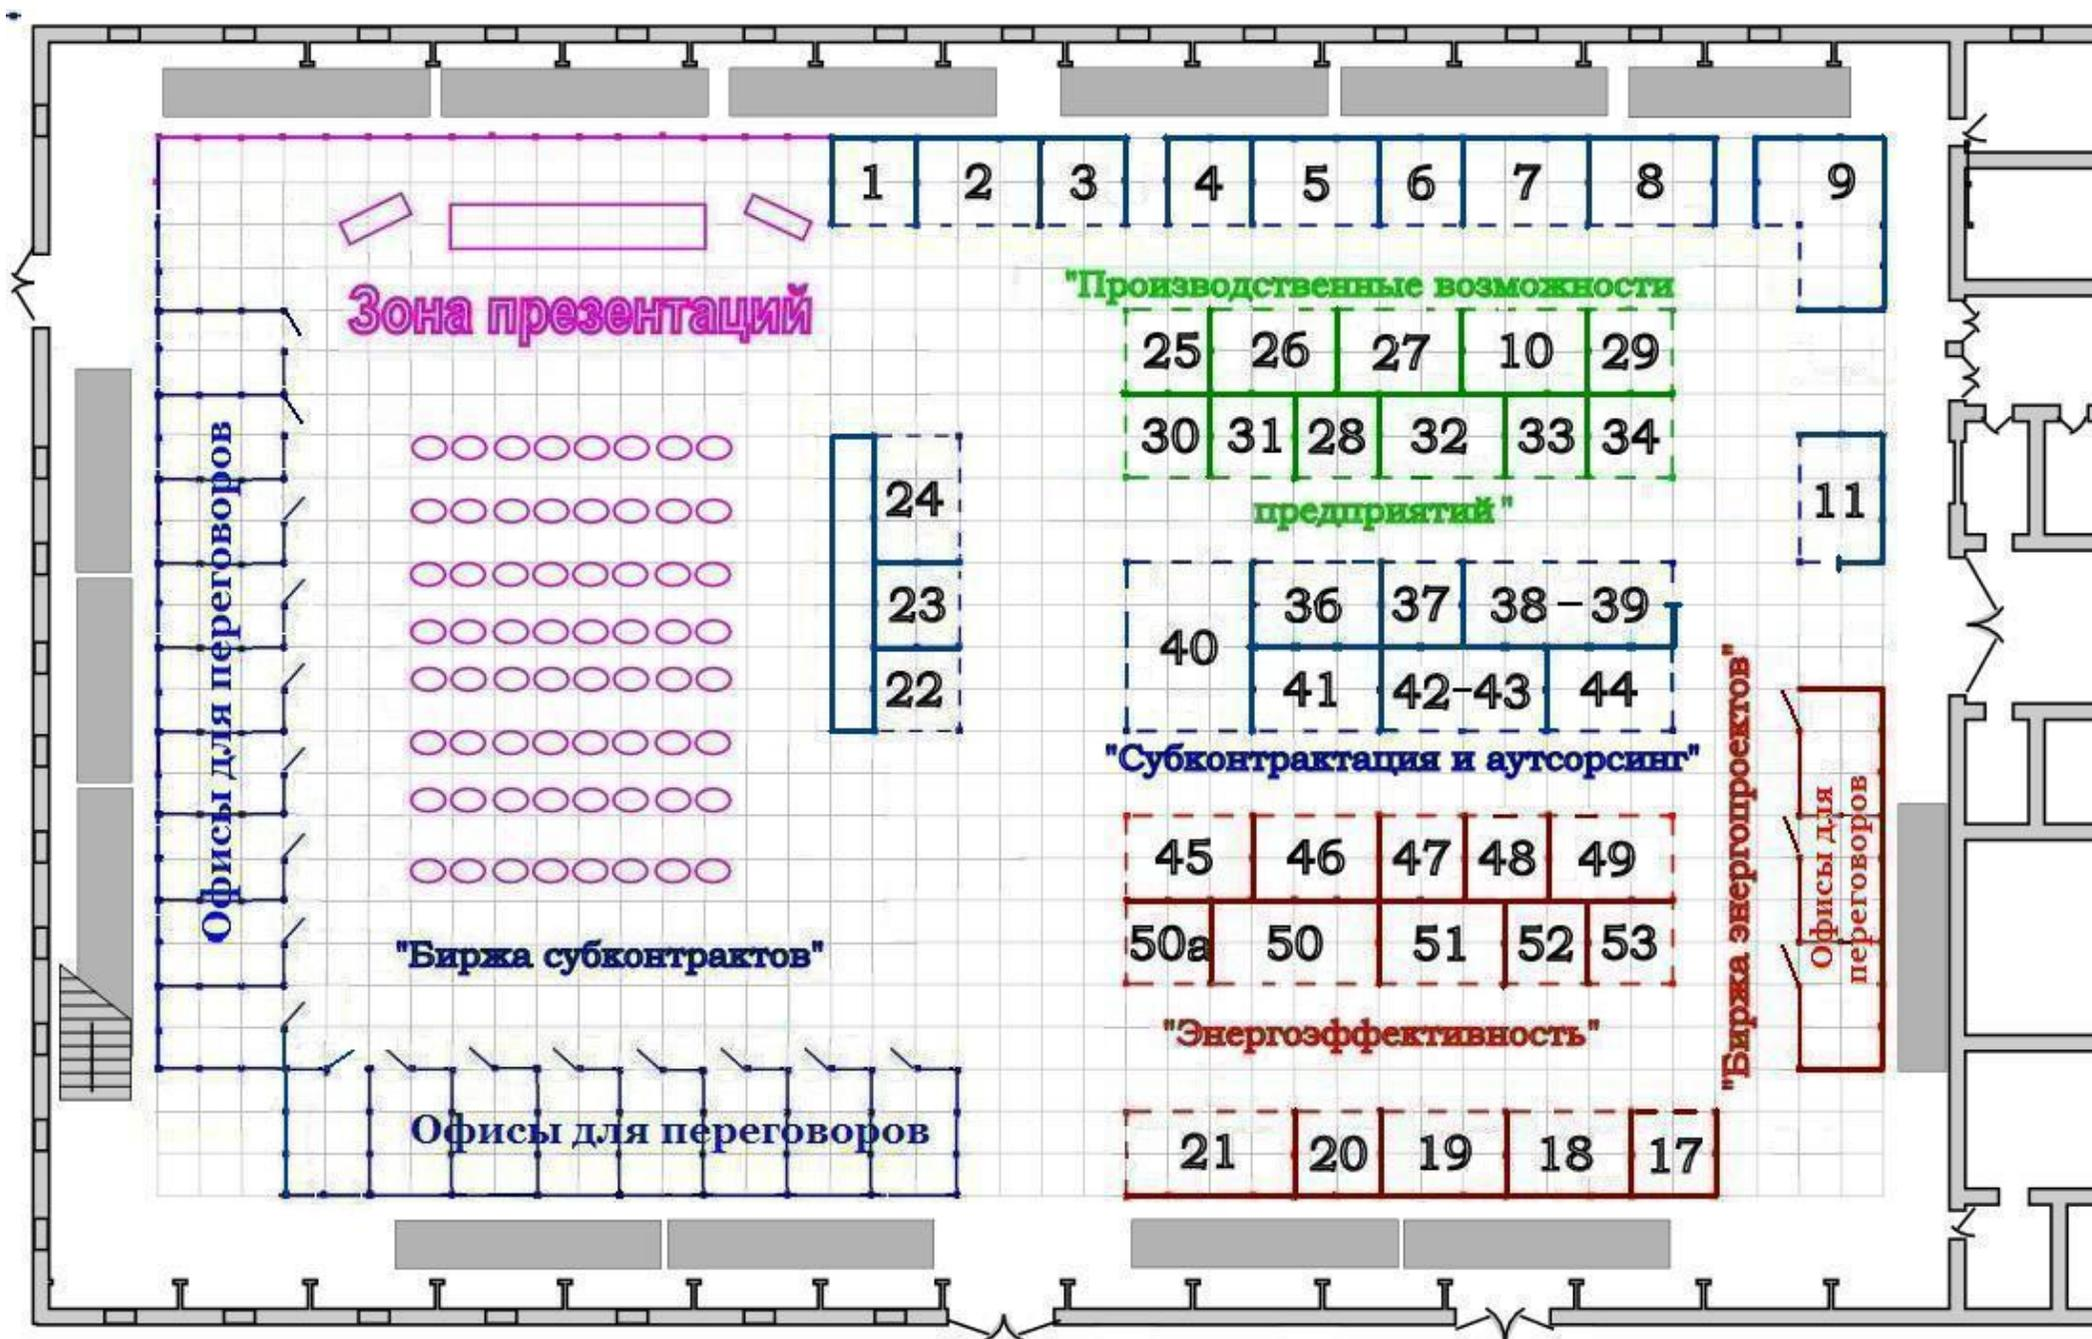 1 2 3 4 5 6 7 8 9
"Производственные возможности
Зона презентаций
25 26 27 10 29
30 31 28 32 33 34
предприятий"
24
11
23
22
36 37 38-39
40
41 42-43 44
"Субконтрактация и аутсорсинг"
Офисы для переговоров
45 46 47 48 49
50а 50 51 52 53
"Биржа энергопроектов"
Офисы для
переговоров
"Биржа субконтрактов"
"Энергоэффективность"
Офисы для переговоров
21 20 19 18 17